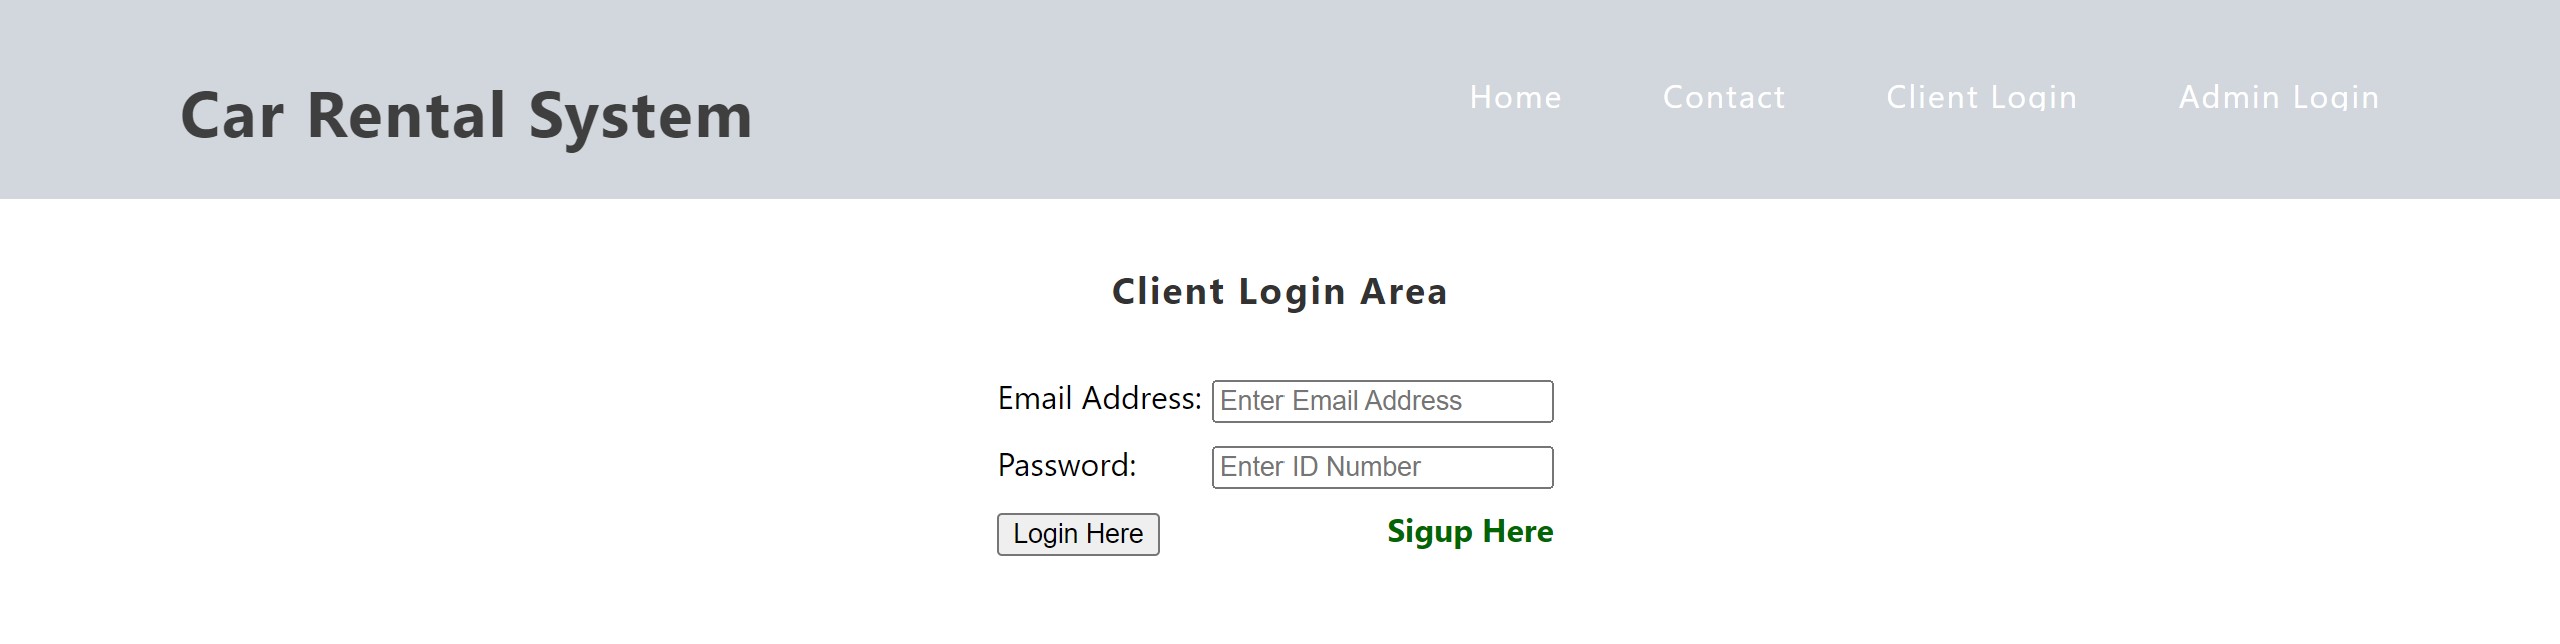 Car Rental System
Home Contact Client Login Admin Login
Client Login Area
Email Address: Enter Email Address
Password: Enter ID Number
Login Here Sigup Here